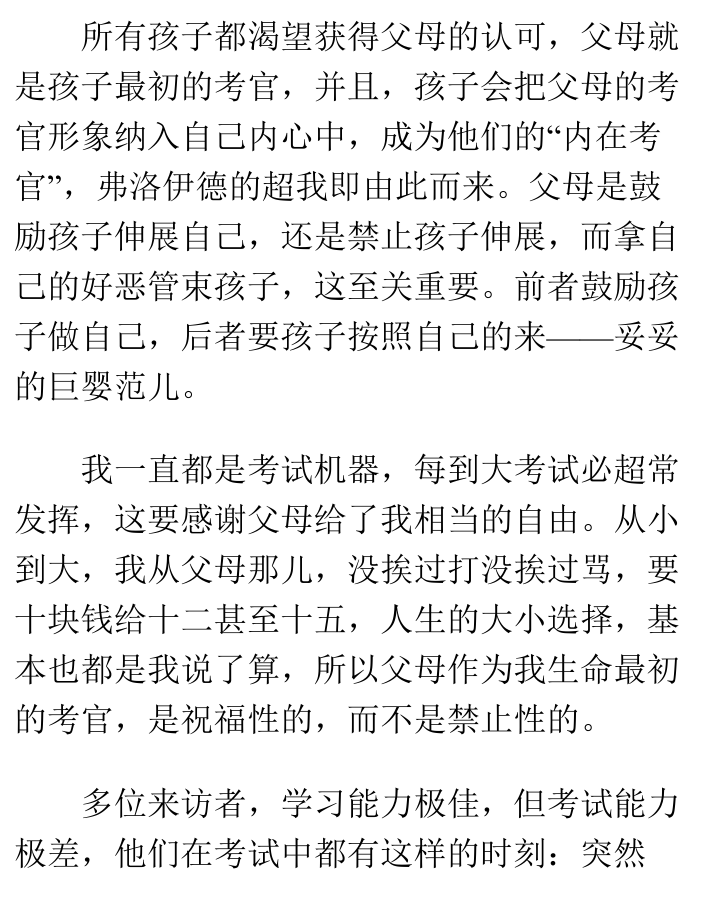 所有孩子都渴望获得父母的认可，父母就
是孩子最初的考官，并且，孩子会把父母的考
官形象纳入自己内心中，成为他们的“内在考
官”，弗洛伊德的超我即由此而来。父母是鼓
励孩子伸展自己，还是禁止孩子伸展，而拿自
己的好恶管束孩子，这至关重要。前者鼓励孩
子做自己，后者要孩子按照自己的来——妥妥
的巨婴范儿。
我一直都是考试机器，每到大考试必超常
发挥，这要感谢父母给了我相当的自由。从小
到大，我从父母那儿，没挨过打没挨过骂，要
十块钱给十二甚至十五，人生的大小选择，基
本也都是我说了算，所以父母作为我生命最初
的考官，是祝福性的，而不是禁止性的。
多位来访者，学习能力极佳，但考试能力
极差，他们在考试中都有这样的时刻：突然